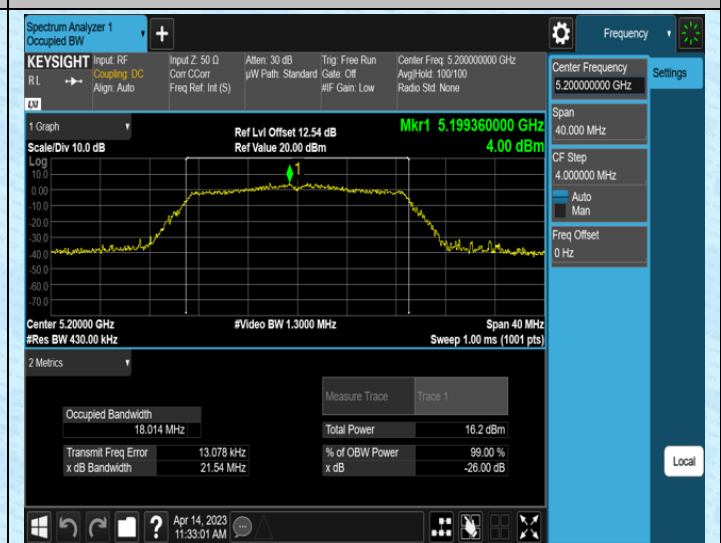 Spectrum Analyzer 1
Occupied BW
Frequency
KEYSIGHT
RL
Input: RF
Coupling: DC
Align: Auto
Input Z: 50 Ω
Corr CCorr
Freq Ref: Int (S)
Atten: 30 dB
µW Path: Standard
Trig: Free Run
Gate: Off
#IF Gain: Low
Center Freq: 5.200000000 GHz
Avg|Hold: 100/100
Radio Std: None
Center Frequency
5.200000000 GHz
Settings
Span
40.000 MHz
CF Step
4.000000 MHz
Auto
Man
Freq Offset
0 Hz
Local
1 Graph
Scale/Div 10.0 dB
Ref Lvl Offset 12.54 dB
Ref Value 20.00 dBm
Mkr1 5.199360000 GHz
4.00 dBm
Log
10.0
0.00
-10.0
-20.0
-30.0
-40.0
-50.0
-60.0
-70.0
1
Center 5.20000 GHz
#Res BW 430.00 kHz
#Video BW 1.3000 MHz
Span 40 MHz
Sweep 1.00 ms (1001 pts)
2 Metrics
Measure Trace Trace 1
Occupied Bandwidth
18.014 MHz
Total Power 16.2 dBm
Transmit Freq Error 13.078 kHz
% of OBW Power 99.00 %
x dB Bandwidth 21.54 MHz
x dB -26.00 dB
?
Apr 14, 2023
11:33:01 AM